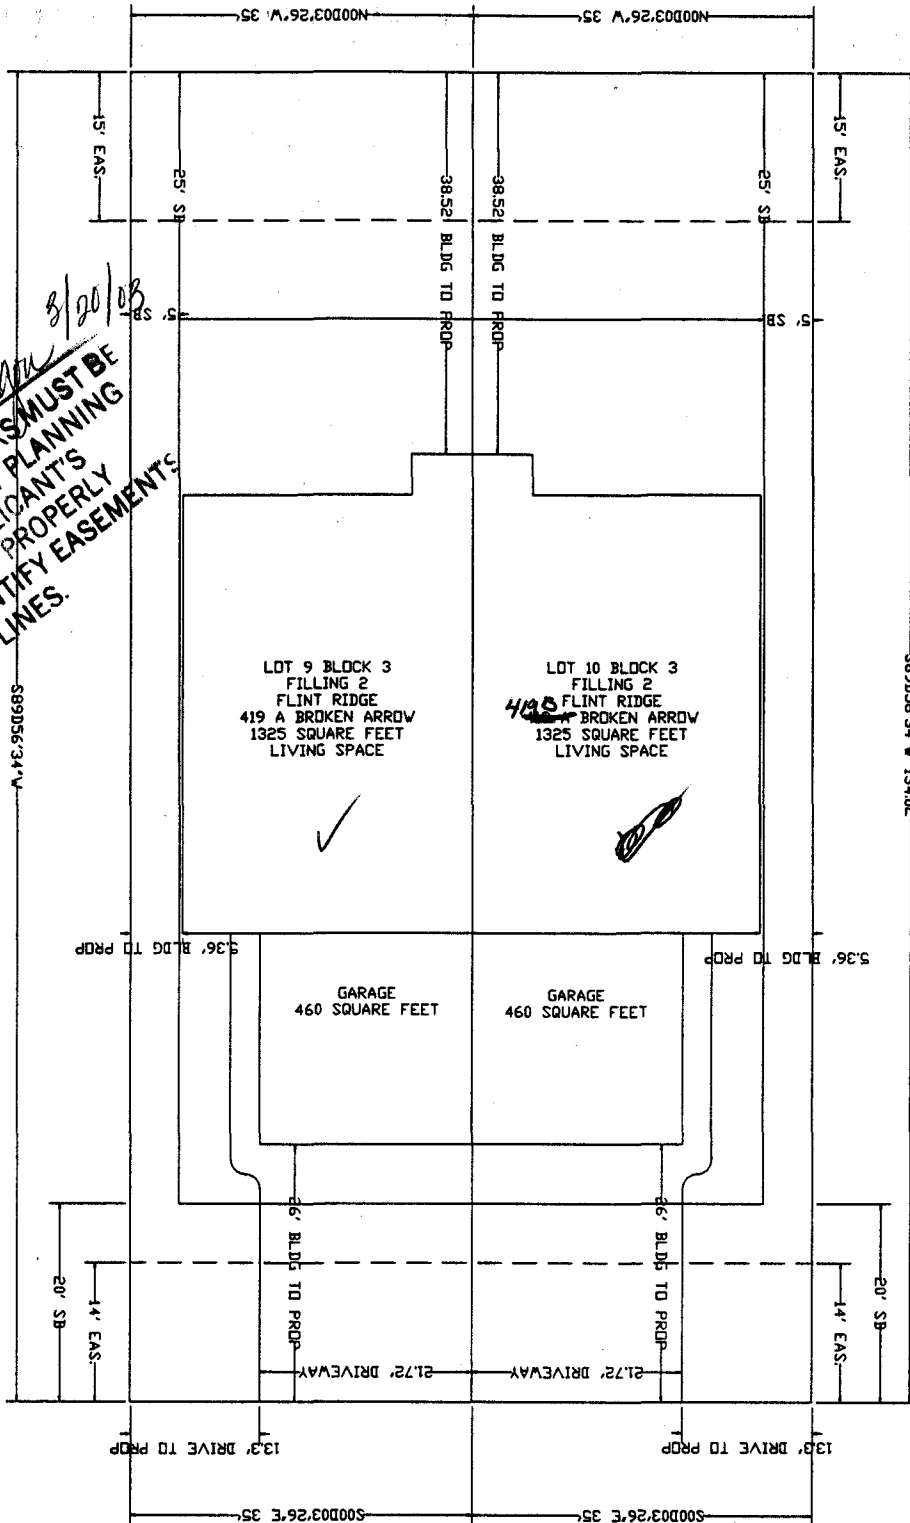 N00D03'26"W 35'
N00D03'26"W 35'
15' EAS.
25' SB
38.52' BLDG TO PROP
38.52' BLDG TO PROP
25' SB
15' EAS.
3/20/03
5' SB
5' SB
MUST BE
PLANNING
PROPERLY
EASEMENTS
LINES.
S89D56'34"W
LOT 9 BLOCK 3
FILLING 2
FLINT RIDGE
419 A BROKEN ARROW
1325 SQUARE FEET
LIVING SPACE
LOT 10 BLOCK 3
FILLING 2
FLINT RIDGE
419B BROKEN ARROW
1325 SQUARE FEET
LIVING SPACE
5.36' BLDG TO PROP
5.36' BLDG TO PROP
GARAGE
460 SQUARE FEET
GARAGE
460 SQUARE FEET
20' SB
14' EAS.
26' BLDG TO PROP
26' BLDG TO PROP
14' EAS.
20' SB
21.72' DRIVEWAY
21.72' DRIVEWAY
13.3' DRIVE TO PROP
13.3' DRIVE TO PROP
S00D03'26"E 35'
S00D03'26"E 35'